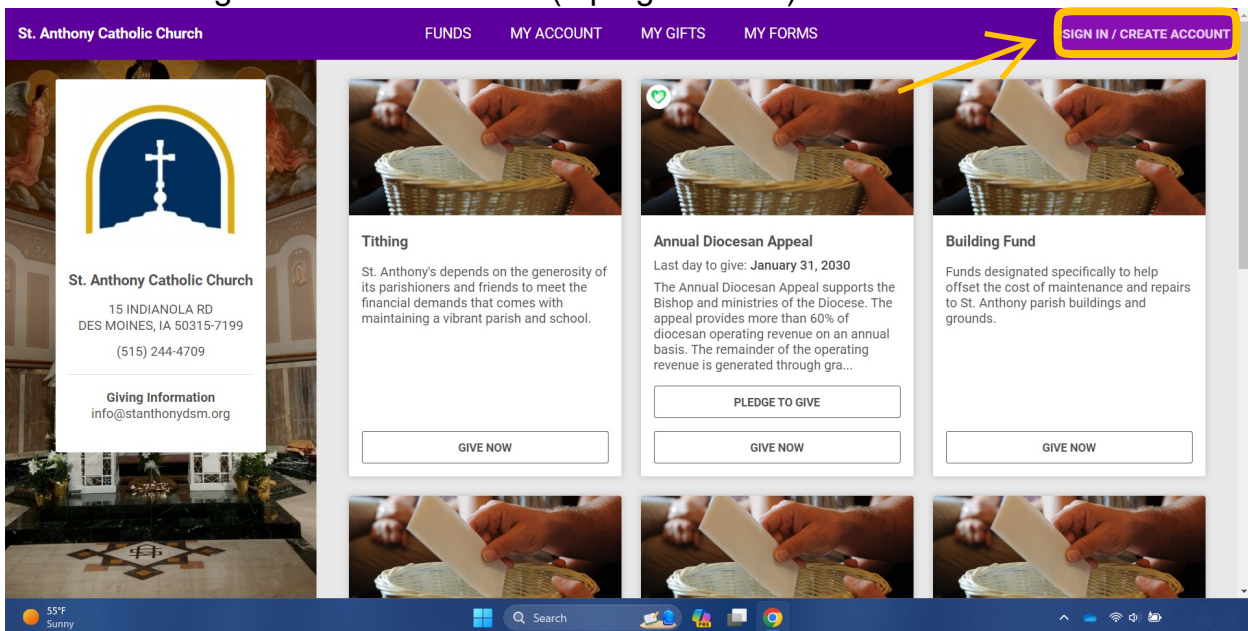 St. Anthony Catholic Church
FUNDS
MY ACCOUNT
MY GIFTS
MY FORMS
SIGN IN / CREATE ACCOUNT
St. Anthony Catholic Church
15 INDIANOLA RD
DES MOINES, IA 50315-7199
(515) 244-4709
Giving Information
info@stanthonydsm.org
Tithing
St. Anthony's depends on the generosity of
its parishioners and friends to meet the
financial demands that comes with
maintaining a vibrant parish and school.
GIVE NOW
Annual Diocesan Appeal
Last day to give: January 31, 2030
The Annual Diocesan Appeal supports the
Bishop and ministries of the Diocese. The
appeal provides more than 60% of
diocesan operating revenue on an annual
basis. The remainder of the operating
revenue is generated through gra...
PLEDGE TO GIVE
GIVE NOW
Building Fund
Funds designated specifically to help
offset the cost of maintenance and repairs
to St. Anthony parish buildings and
grounds.
GIVE NOW
55°F
Sunny
Search